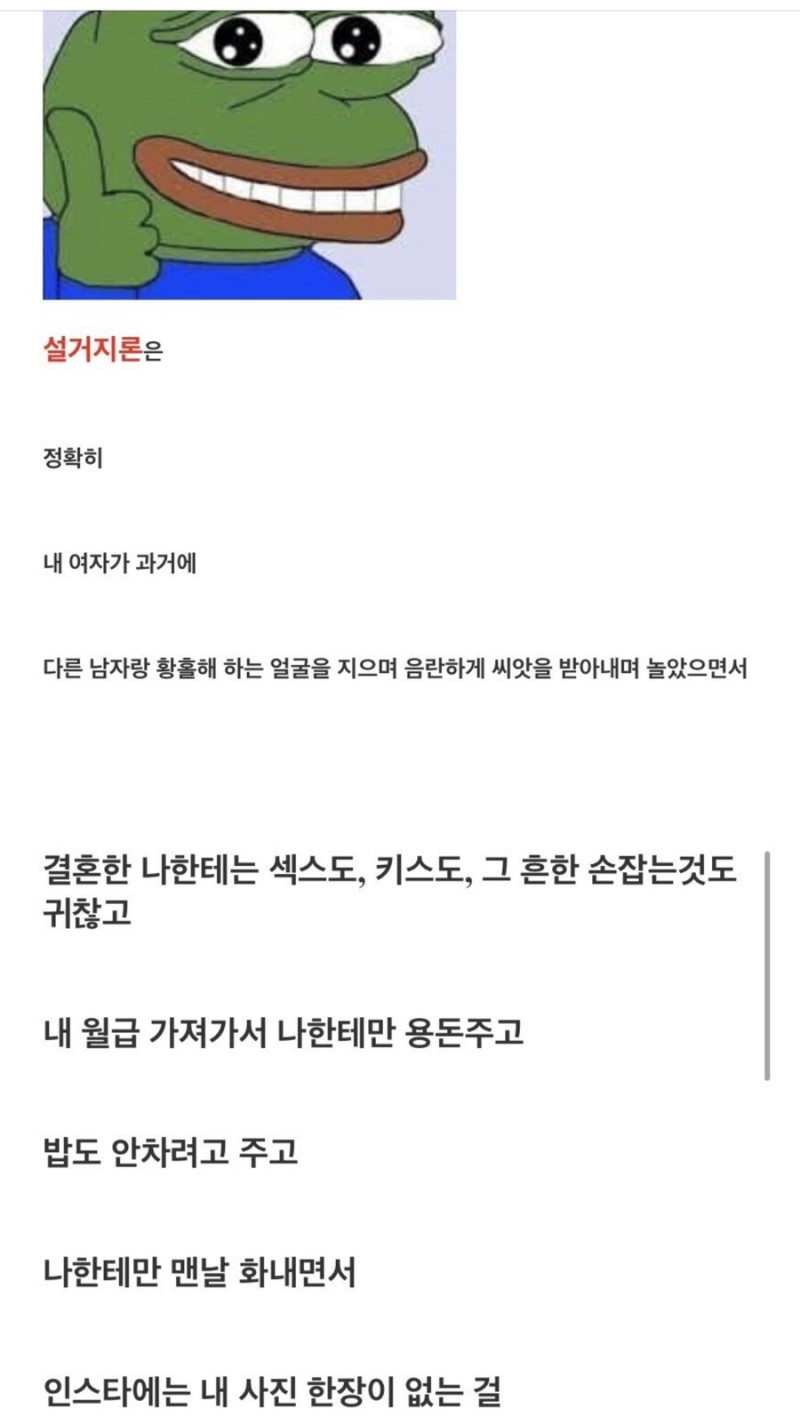 설거지론은
정확히
내 여자가 과거에
다른 남자랑 황홀해 하는 얼굴을 지으며 음란하게 씨앗을 받아내며 놀았으면서
결혼한 나한테는 섹스도, 키스도, 그 흔한 손잡는것도
귀찮고
내 월급 가져가서 나한테만 용돈주고
밥도 안차려고 주고
나한테만 맨날 화내면서
인스타에는 내 사진 한장이 없는 걸